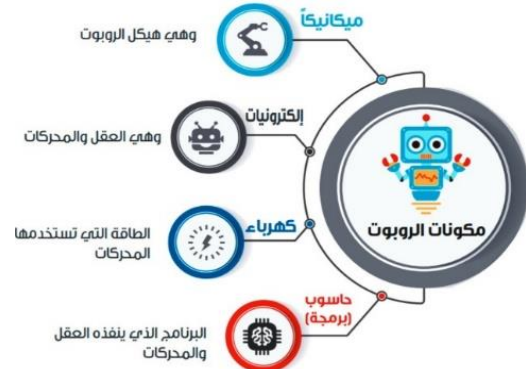 مكونات الروبوت
ميكانيكاً
وهي هيكل الروبوت
إلكترونيات
وهي العقل والمحركات
كهرباء
الطاقة التي تستخدمها
المحركات
حاسوب
(برمجة)
البرنامج الذي ينفذه العقل
والمحركات